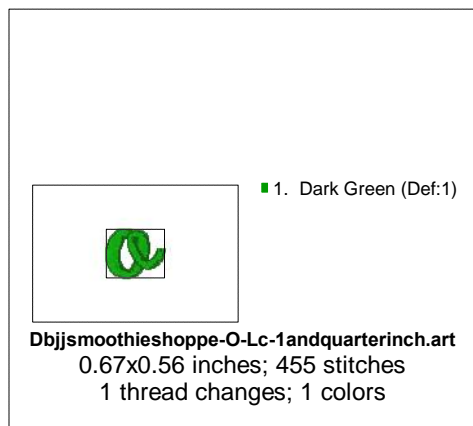 1. Dark Green (Def:1)
Dbjjsmoothieshoppe-O-Lc-1andquarterinch.art
0.67x0.56 inches; 455 stitches
1 thread changes; 1 colors